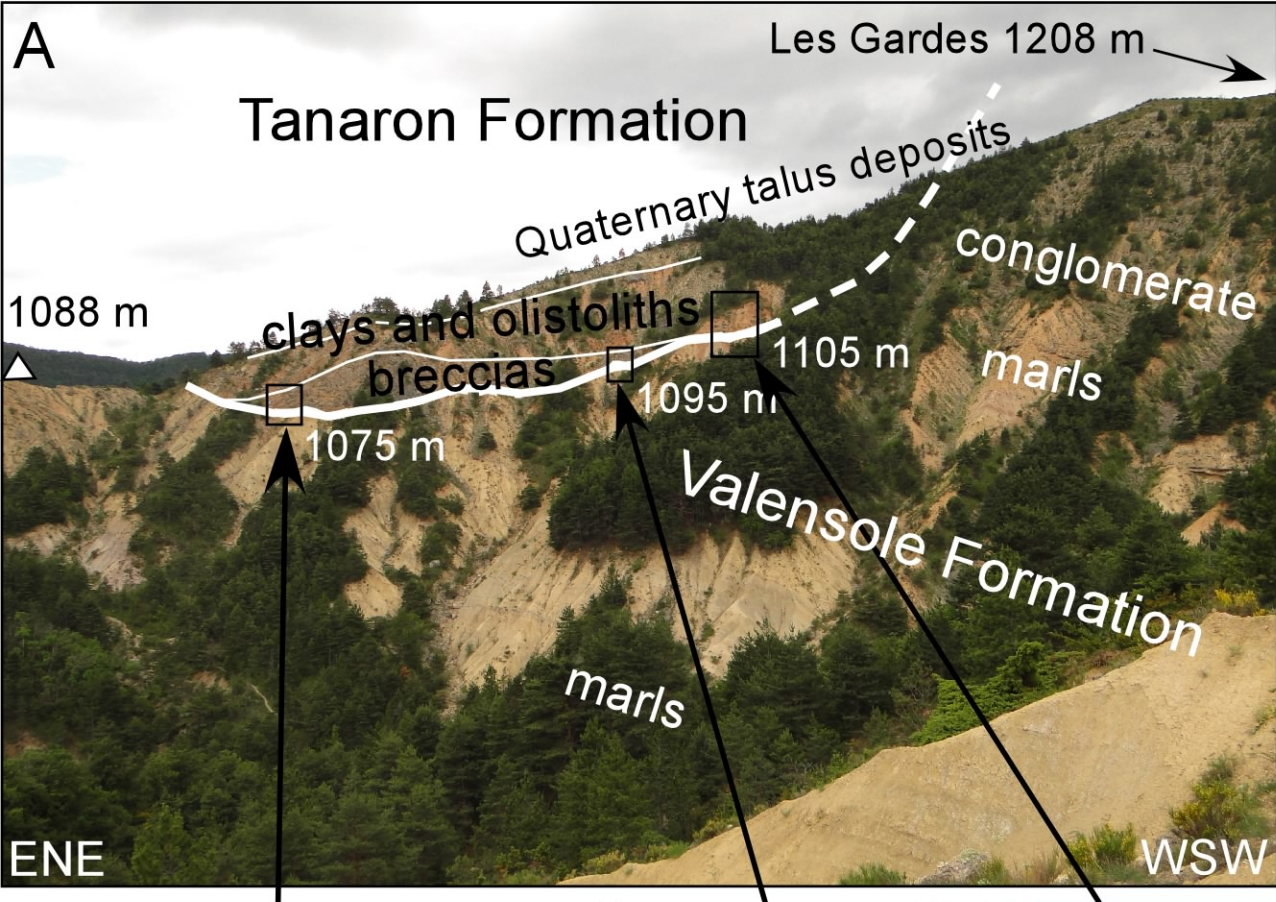 A
Les Gardes 1208 m
Tanaron Formation
Quaternary talus deposits
conglomerate
1088 m
clays and olistoliths
1105 m
marls
breccias
1095 m
1075 m
Valensole Formation
marls
ENE
WSW